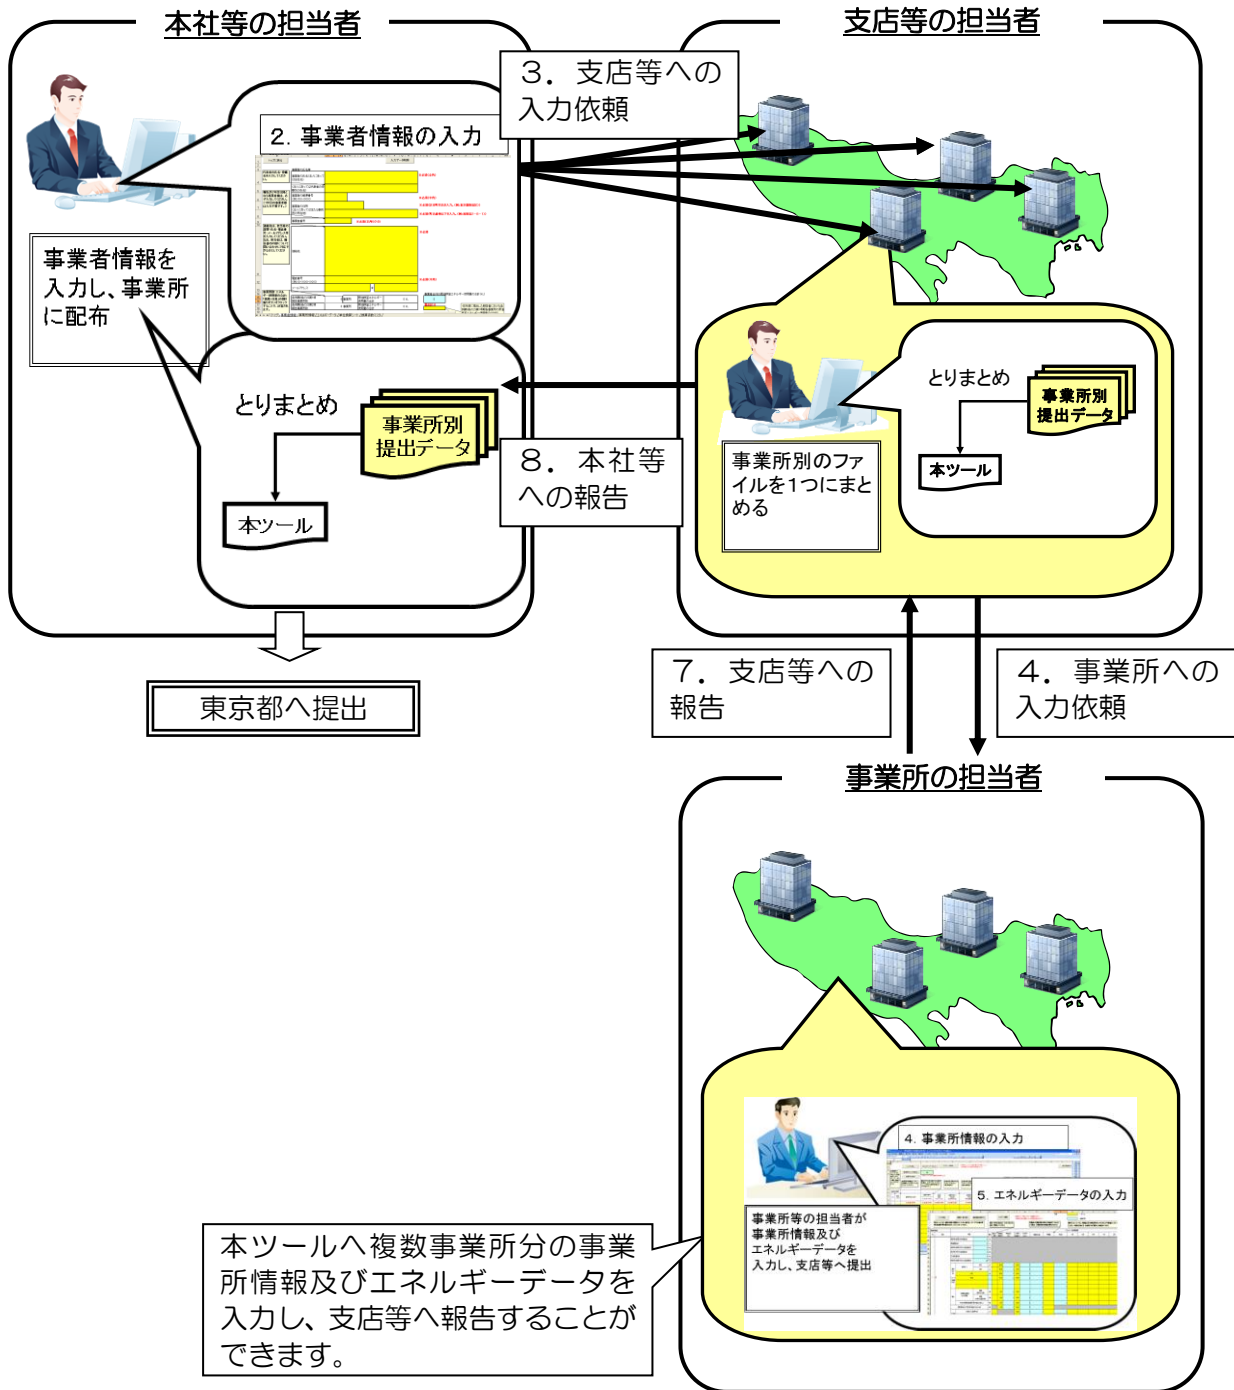 本社等の担当者
2. 事業者情報の入力
事業者情報を
入力し、事業所
に配布
とりまとめ
事業所別
提出データ
本ツール
東京都へ提出
3．支店等への
入力依頼
8．本社等
への報告
支店等の担当者
とりまとめ
事業所別
提出データ
本ツール
事業所別のファ
イルを1つにまと
める
7．支店等への
報告
4．事業所への
入力依頼
事業所の担当者
4. 事業所情報の入力
5. エネルギーデータの入力
事業所等の担当者が
事業所情報及び
エネルギーデータを
入力し、支店等へ提出
本ツールへ複数事業所分の事業
所情報及びエネルギーデータを
入力し、支店等へ報告することが
できます。